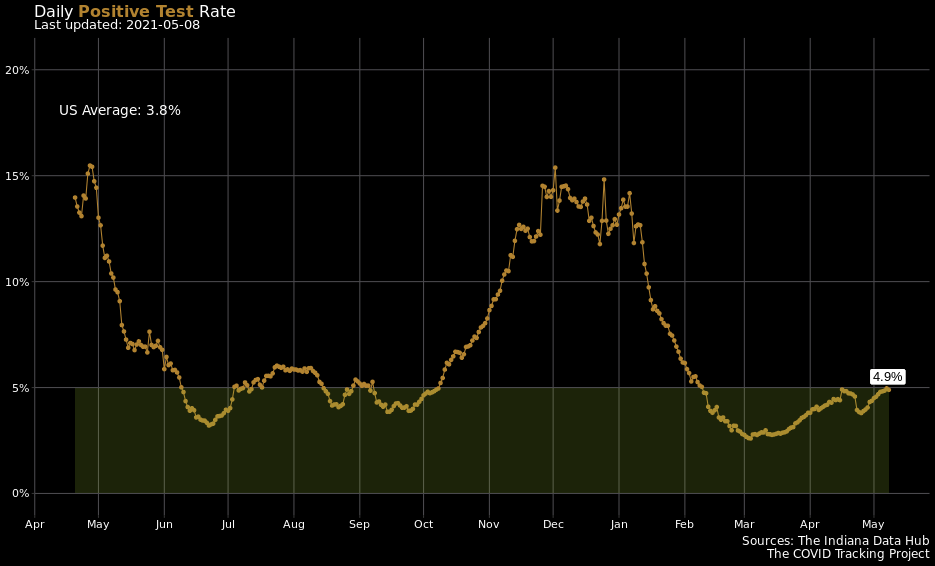 Daily Positive Test Rate
Last updated: 2021-05-08
20%
US Average: 3.8%
15%
10%
5%
4.9%
0%
Apr May Jun Jul Aug Sep Oct Nov Dec Jan Feb Mar Apr May
Sources: The Indiana Data Hub
The COVID Tracking Project